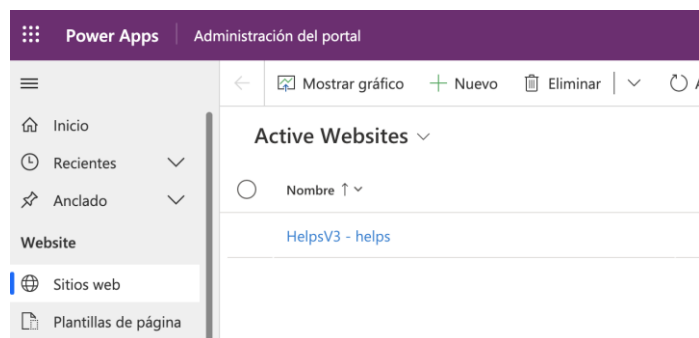 Power Apps Administración del portal
Mostrar gráfico Nuevo Eliminar
Inicio
Active Websites
Recientes
Nombre
Anclado
Website
HelpsV3 - helps
Sitios web
Plantillas de página